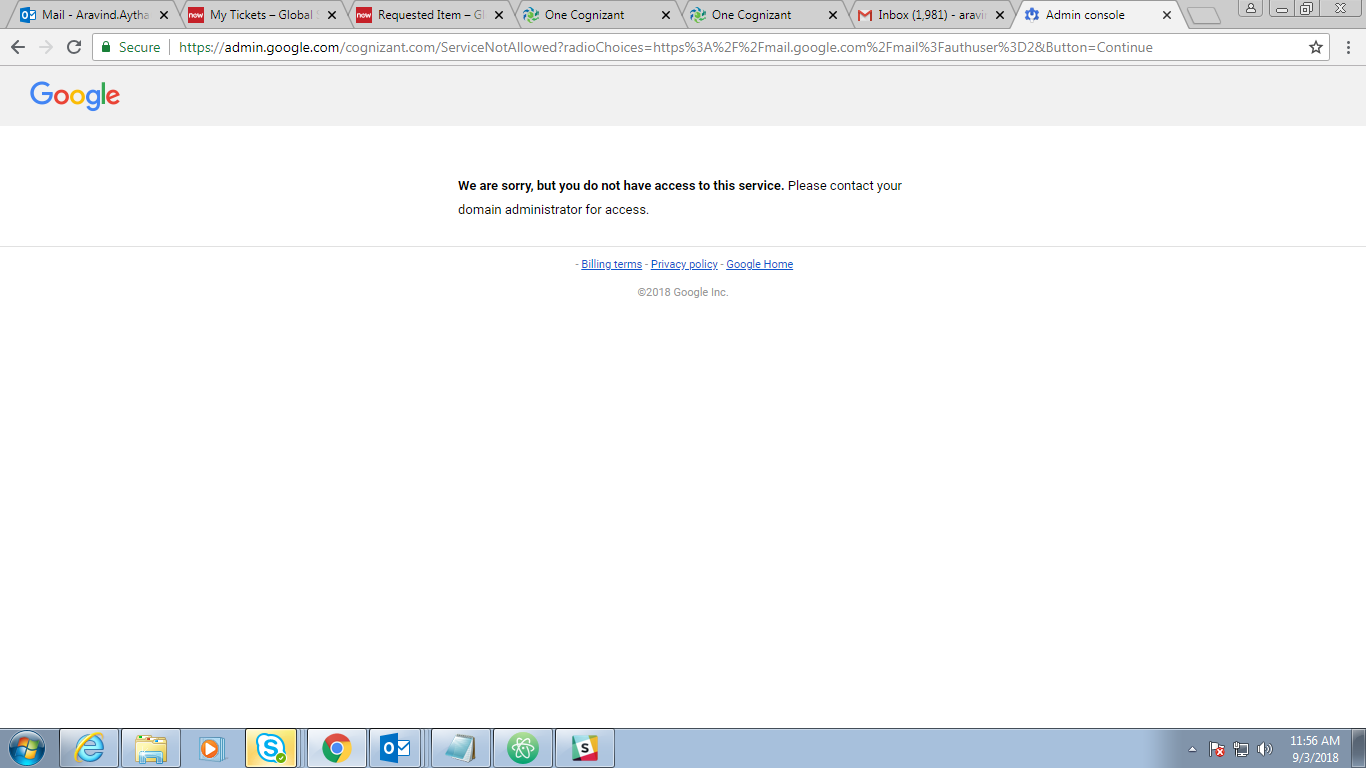 Mail - Aravind.Aytha
My Tickets – Global
Requested Item – Gl
One Cognizant
One Cognizant
Inbox (1,981) - aravi
Admin console
Secure
https://admin.google.com/cognizant.com/ServiceNotAllowed?radioChoices=https%3A%2F%2Fmail.google.com%2Fmail%3Fauthuser%3D2&Button=Continue
Google
We are sorry, but you do not have access to this service. Please contact your
domain administrator for access.
- Billing terms - Privacy policy - Google Home
©2018 Google Inc.
11:56 AM
9/3/2018